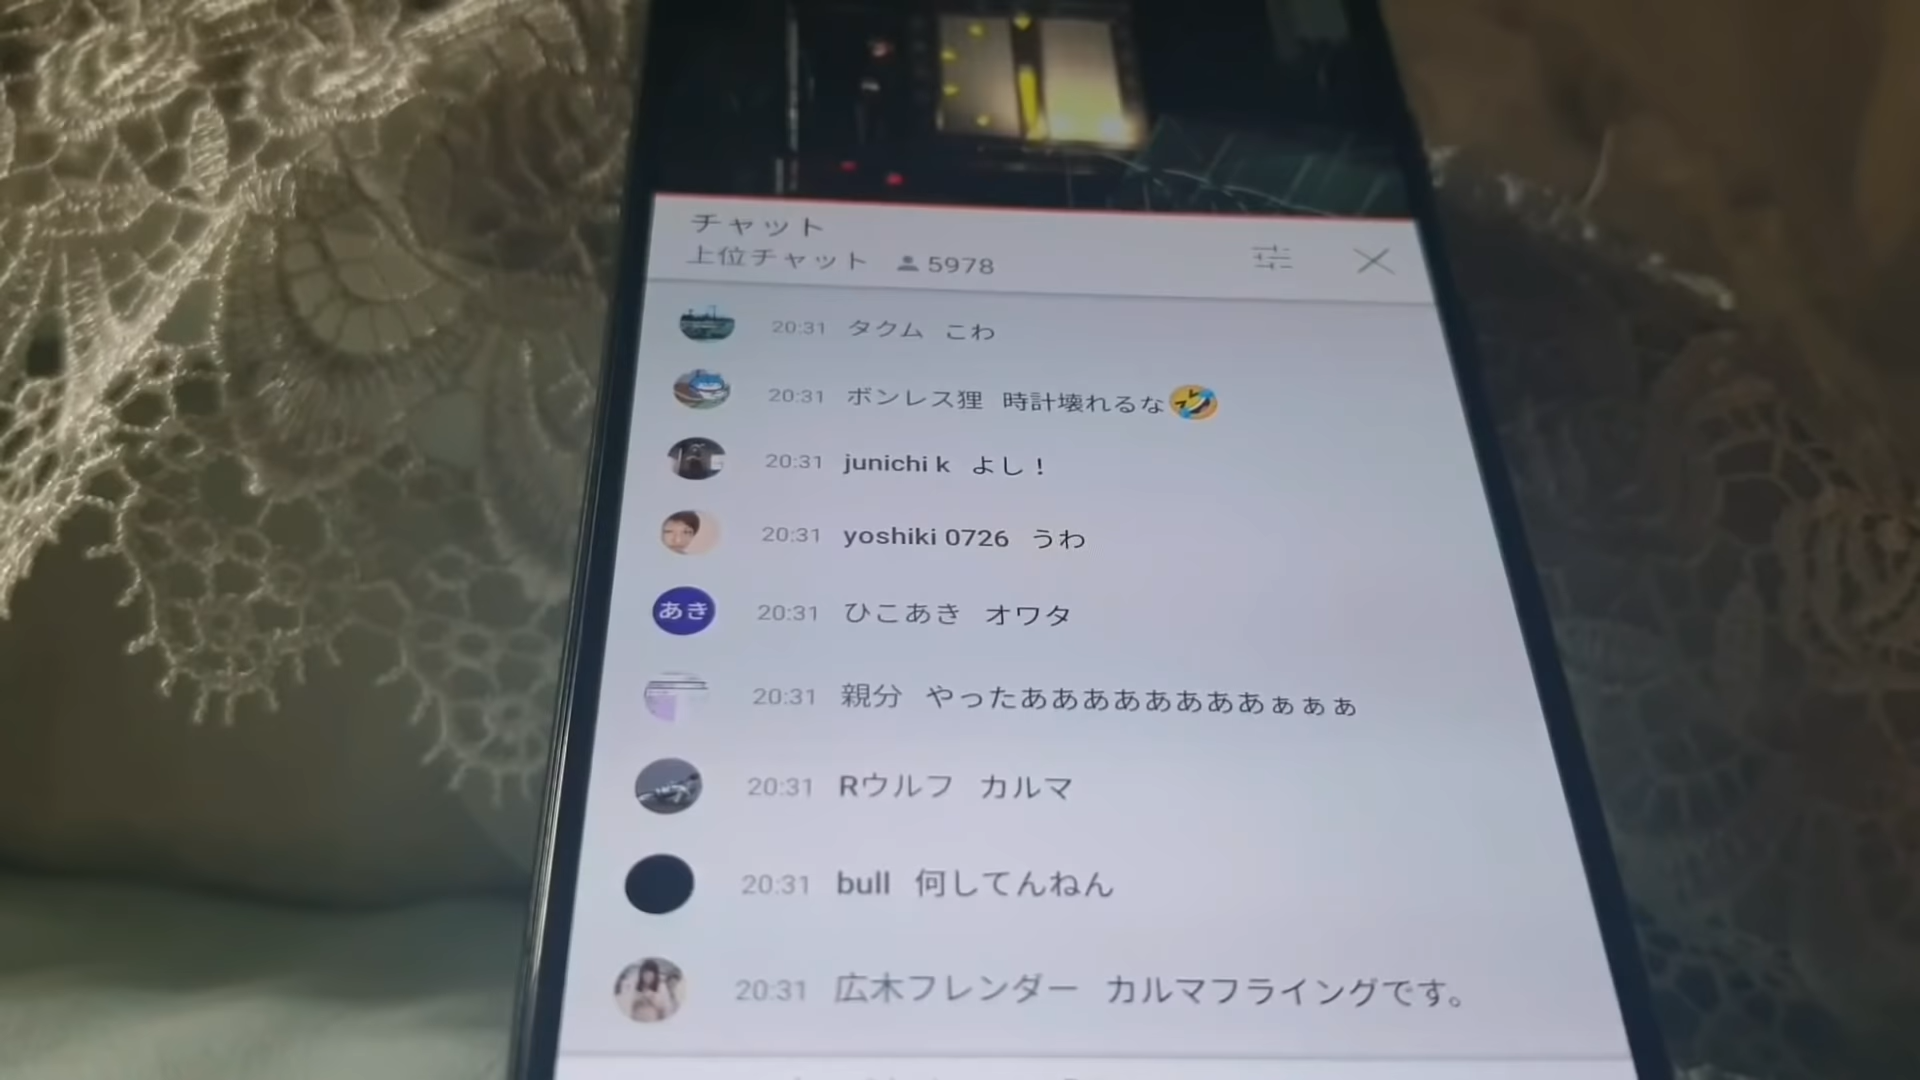 チャット
上位チャット 5978
20:31 タクム こわ
20:31 ボンレス狸 時計壊れるな🤣
20:31 junichi k よし！
20:31 yoshiki 0726 うわ
あき 20:31 ひこあき オワタ
20:31 親分 やったああああああああぁぁぁ
20:31 Rウルフ カルマ
20:31 bull 何してんねん
20:31 広木フレンダー カルマフライングです。